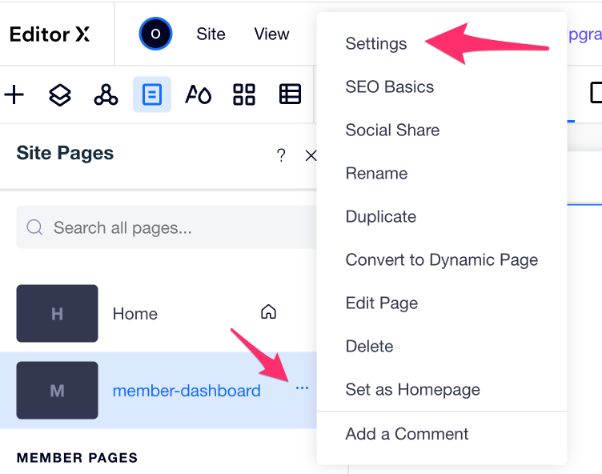 Editor X
O
Site
View
pgra
Site Pages
?
Search all pages...
H
Home
M
member-dashboard
...
MEMBER PAGES
Settings
SEO Basics
Social Share
Rename
Duplicate
Convert to Dynamic Page
Edit Page
Delete
Set as Homepage
Add a Comment